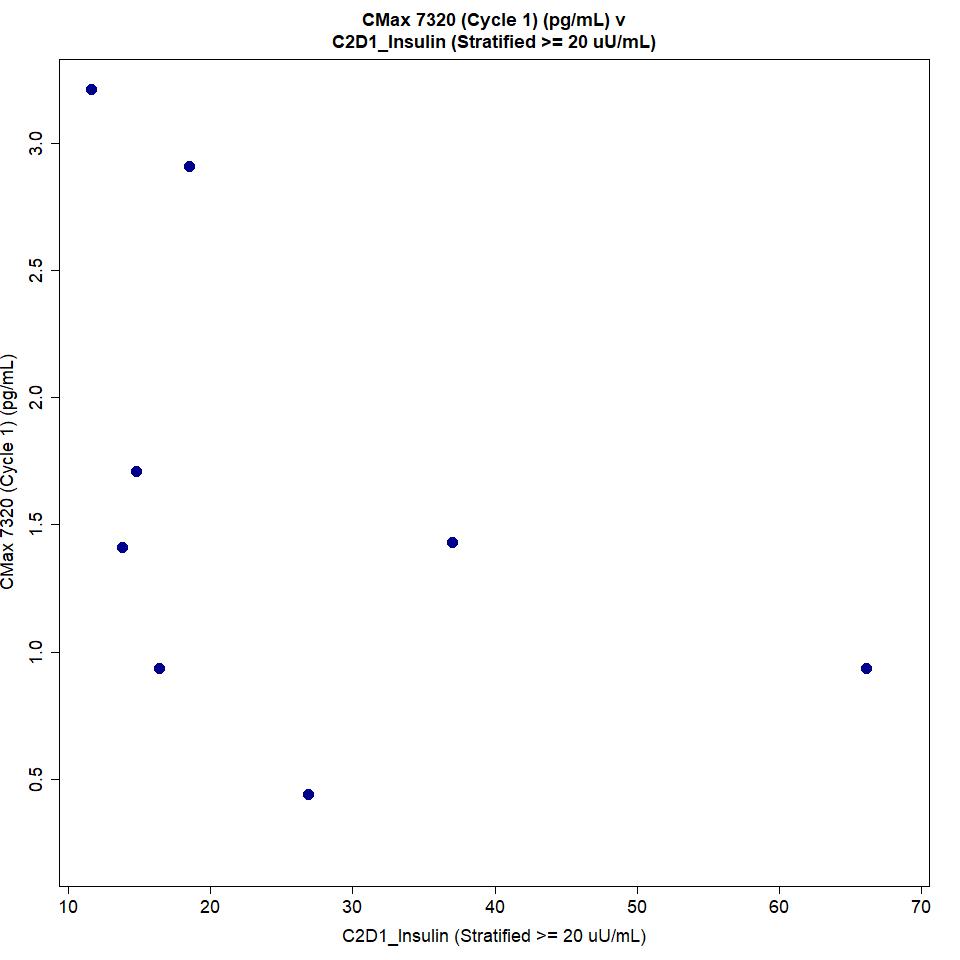 CMax 7320 (Cycle 1) (pg/mL) v
C2D1_Insulin (Stratified >= 20 uU/mL)
CMax 7320 (Cycle 1) (pg/mL)
3.0
2.5
2.0
1.5
1.0
0.5
10 20 30 40 50 60 70
C2D1_Insulin (Stratified >= 20 uU/mL)